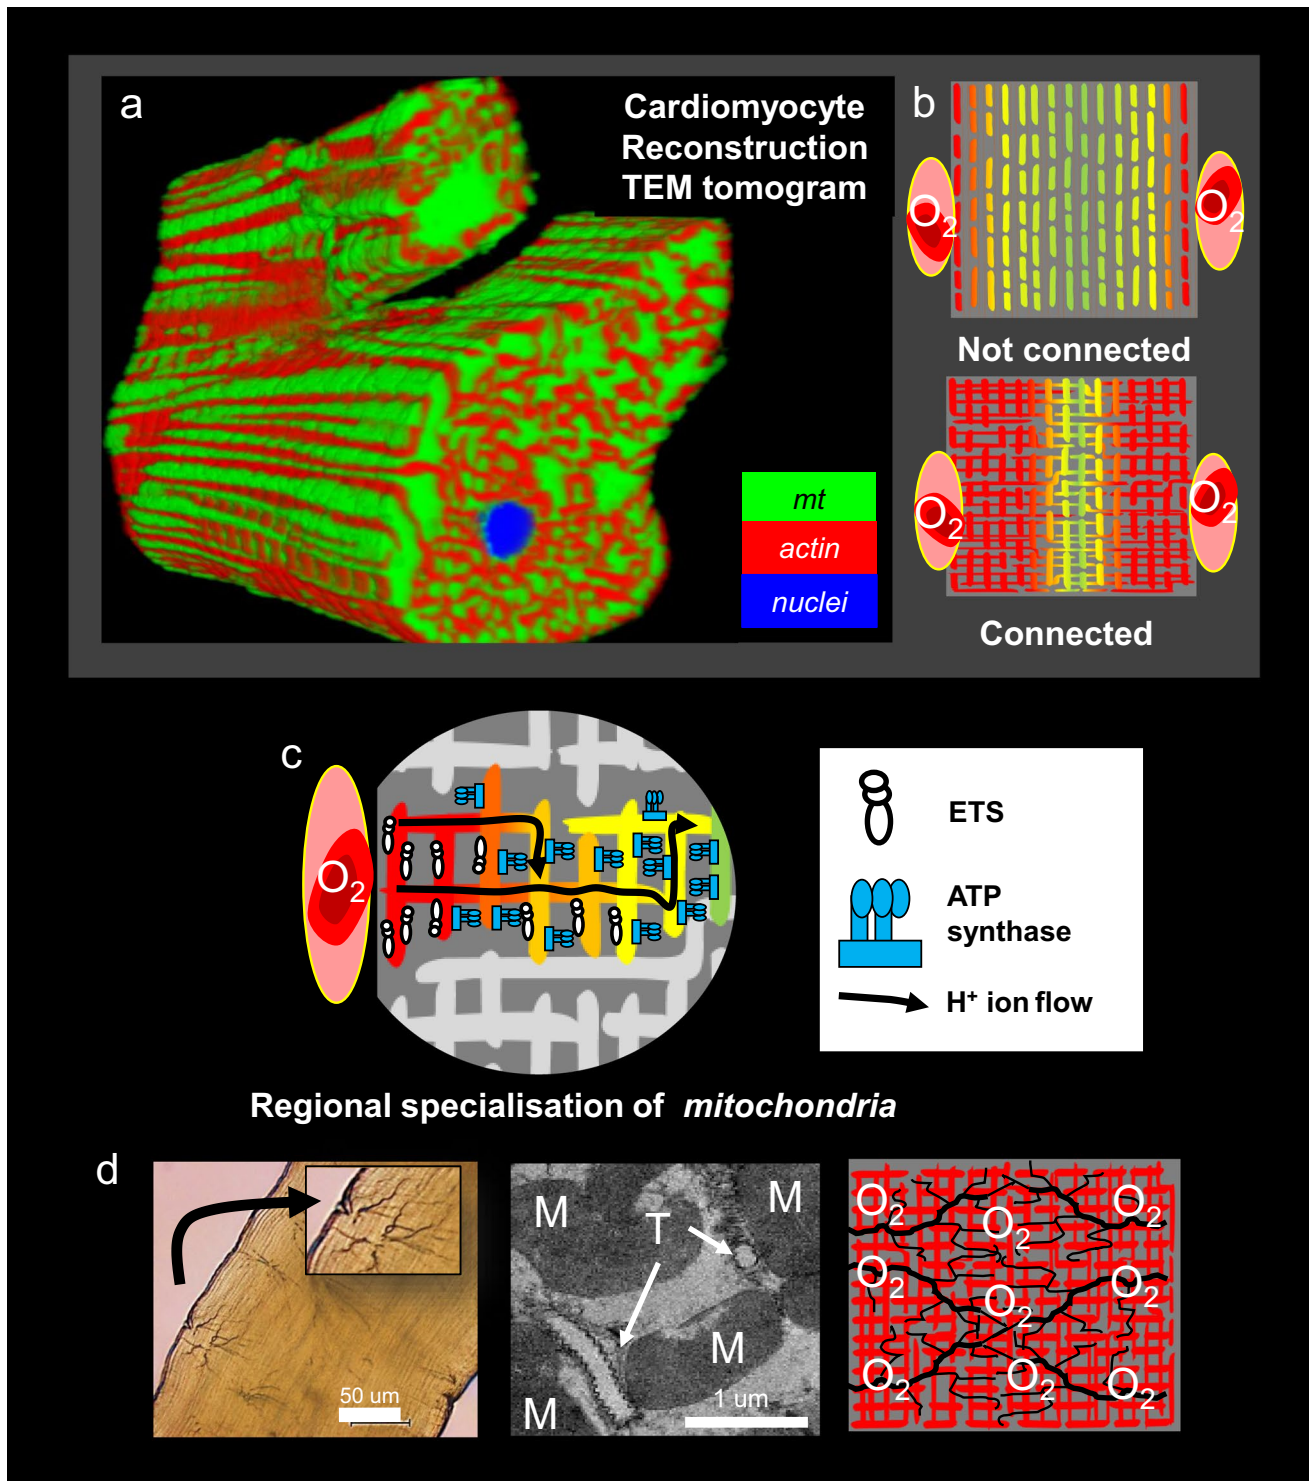 a
Cardiomyocyte
Reconstruction
TEM tomogram
mt
actin
nuclei
b
O2
O2
Not connected
O2
O2
Connected
c
O2
ETS
ATP
synthase
H+ ion flow
Regional specialisation of mitochondria
d
50 um
M
M
T
M
M
1 um
O2
O2
O2
O2
O2
O2
O2
O2
O2